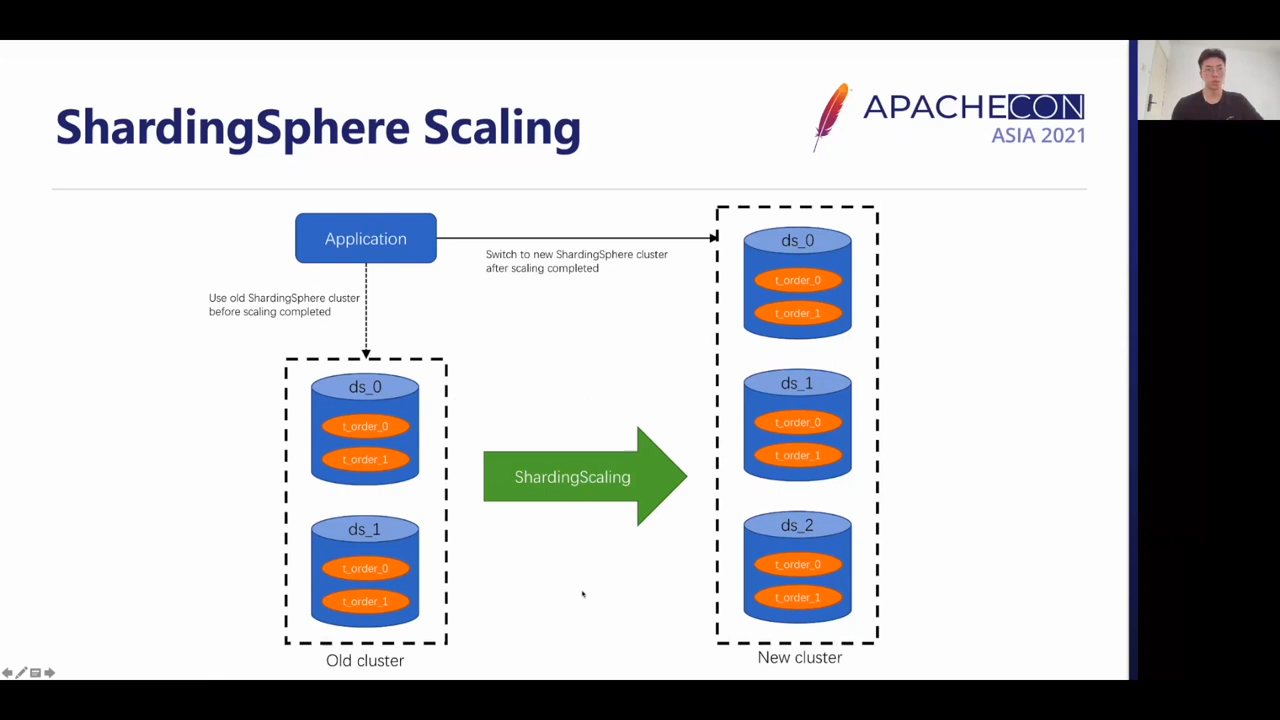 ShardingSphere Scaling
APACHECON
ASIA 2021
Application
Switch to new ShardingSphere cluster
after scaling completed
Use old ShardingSphere cluster
before scaling completed
ds_0
t_order_0
t_order_1
ds_1
t_order_0
t_order_1
Old cluster
ShardingScaling
ds_0
t_order_0
t_order_1
ds_1
t_order_0
t_order_1
ds_2
t_order_0
t_order_1
New cluster